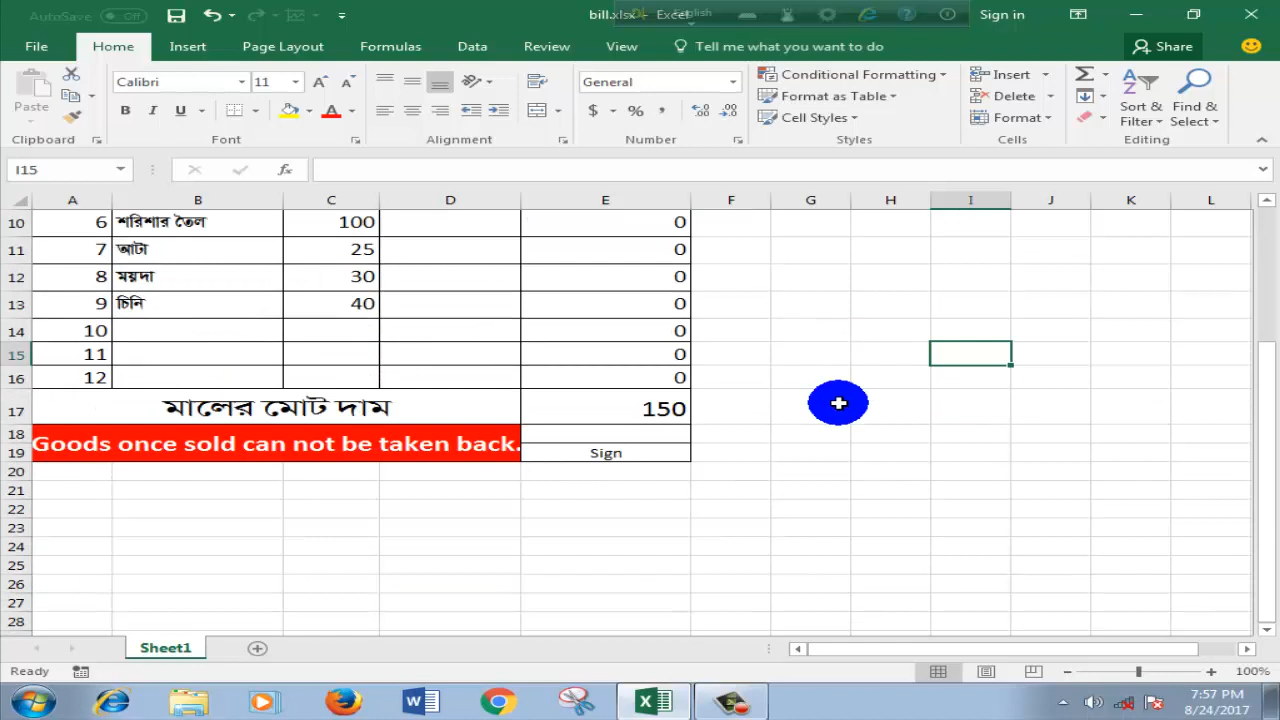 AutoSave Off bill.xlsx - Excel English Sign in
File Home Insert Page Layout Formulas Data Review View Tell me what you want to do Share
Paste Calibri 11 General Conditional Formatting Insert
B I U $ % , Format as Table Delete Sort & Find &
Cell Styles Format Filter Select
Clipboard Font Alignment Number Styles Cells Editing
I15 fx
A B C D E F G H I J K L
10 6 শরিশার তৈল 100 0
11 7 আটা 25 0
12 8 ময়দা 30 0
13 9 চিনি 40 0
14 10 0
15 11 0
16 12 0
17 মালের মোট দাম 150
18 Goods once sold can not be taken back.
19 Sign
20
21
22
23
24
25
26
27
28
Sheet1
Ready 100%
7:57 PM
8/24/2017